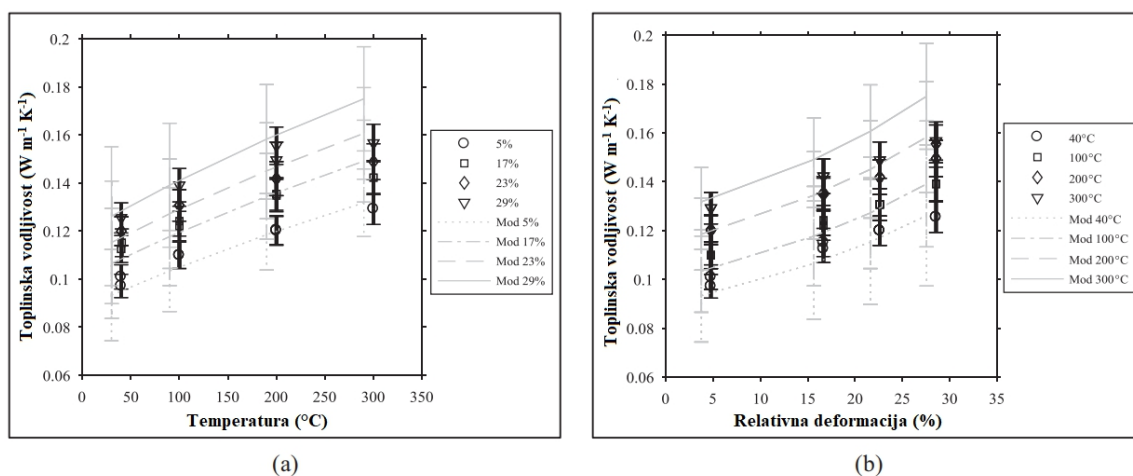 0.2
0.18
0.16
0.14
0.12
0.1
0.08
0.06
Toplinska vodljivost (W m⁻¹ K⁻¹)
0 50 100 150 200 250 300 350
Temperatura (°C)
5%
17%
23%
29%
Mod 5%
Mod 17%
Mod 23%
Mod 29%
(a)
0.2
0.18
0.16
0.14
0.12
0.1
0.08
0.06
Toplinska vodljivost (W m⁻¹ K⁻¹)
0 5 10 15 20 25 30 35
Relativna deformacija (%)
40°C
100°C
200°C
300°C
Mod 40°C
Mod 100°C
Mod 200°C
Mod 300°C
(b)